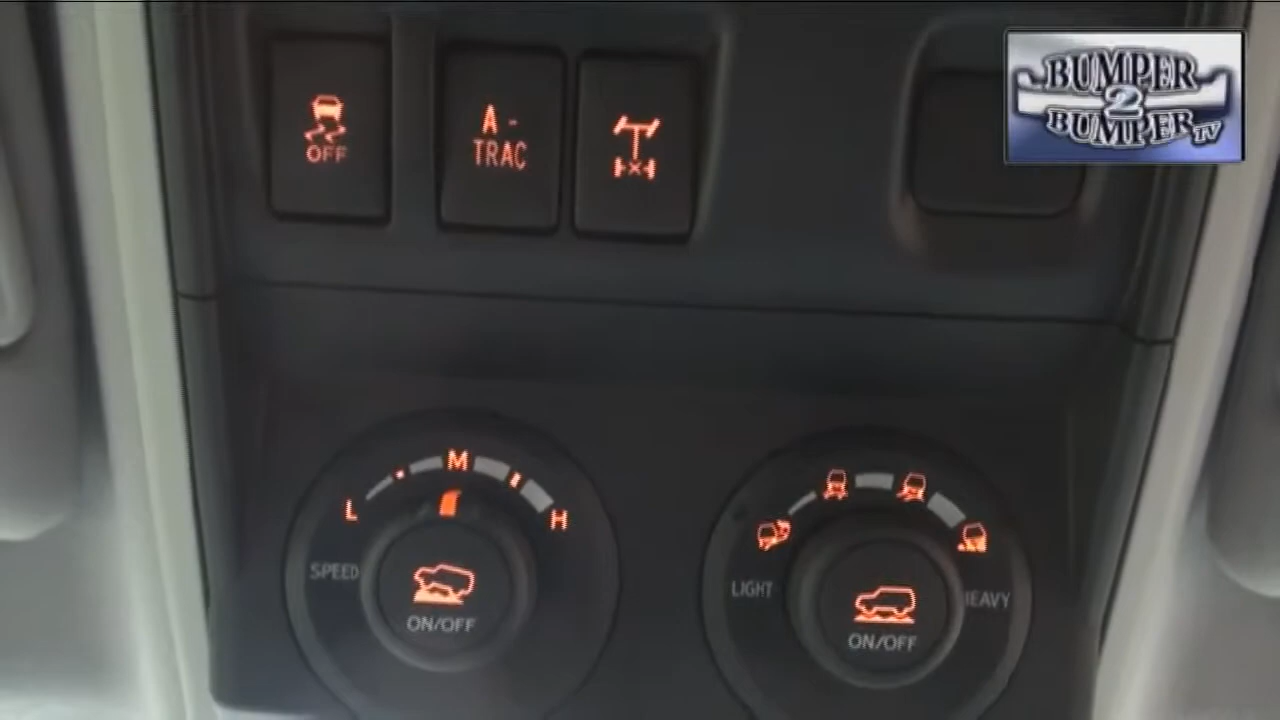 BUMPER
2
BUMPER TV
OFF
A -
TRAC
L
M
H
SPEED
ON/OFF
LIGHT
HEAVY
ON/OFF